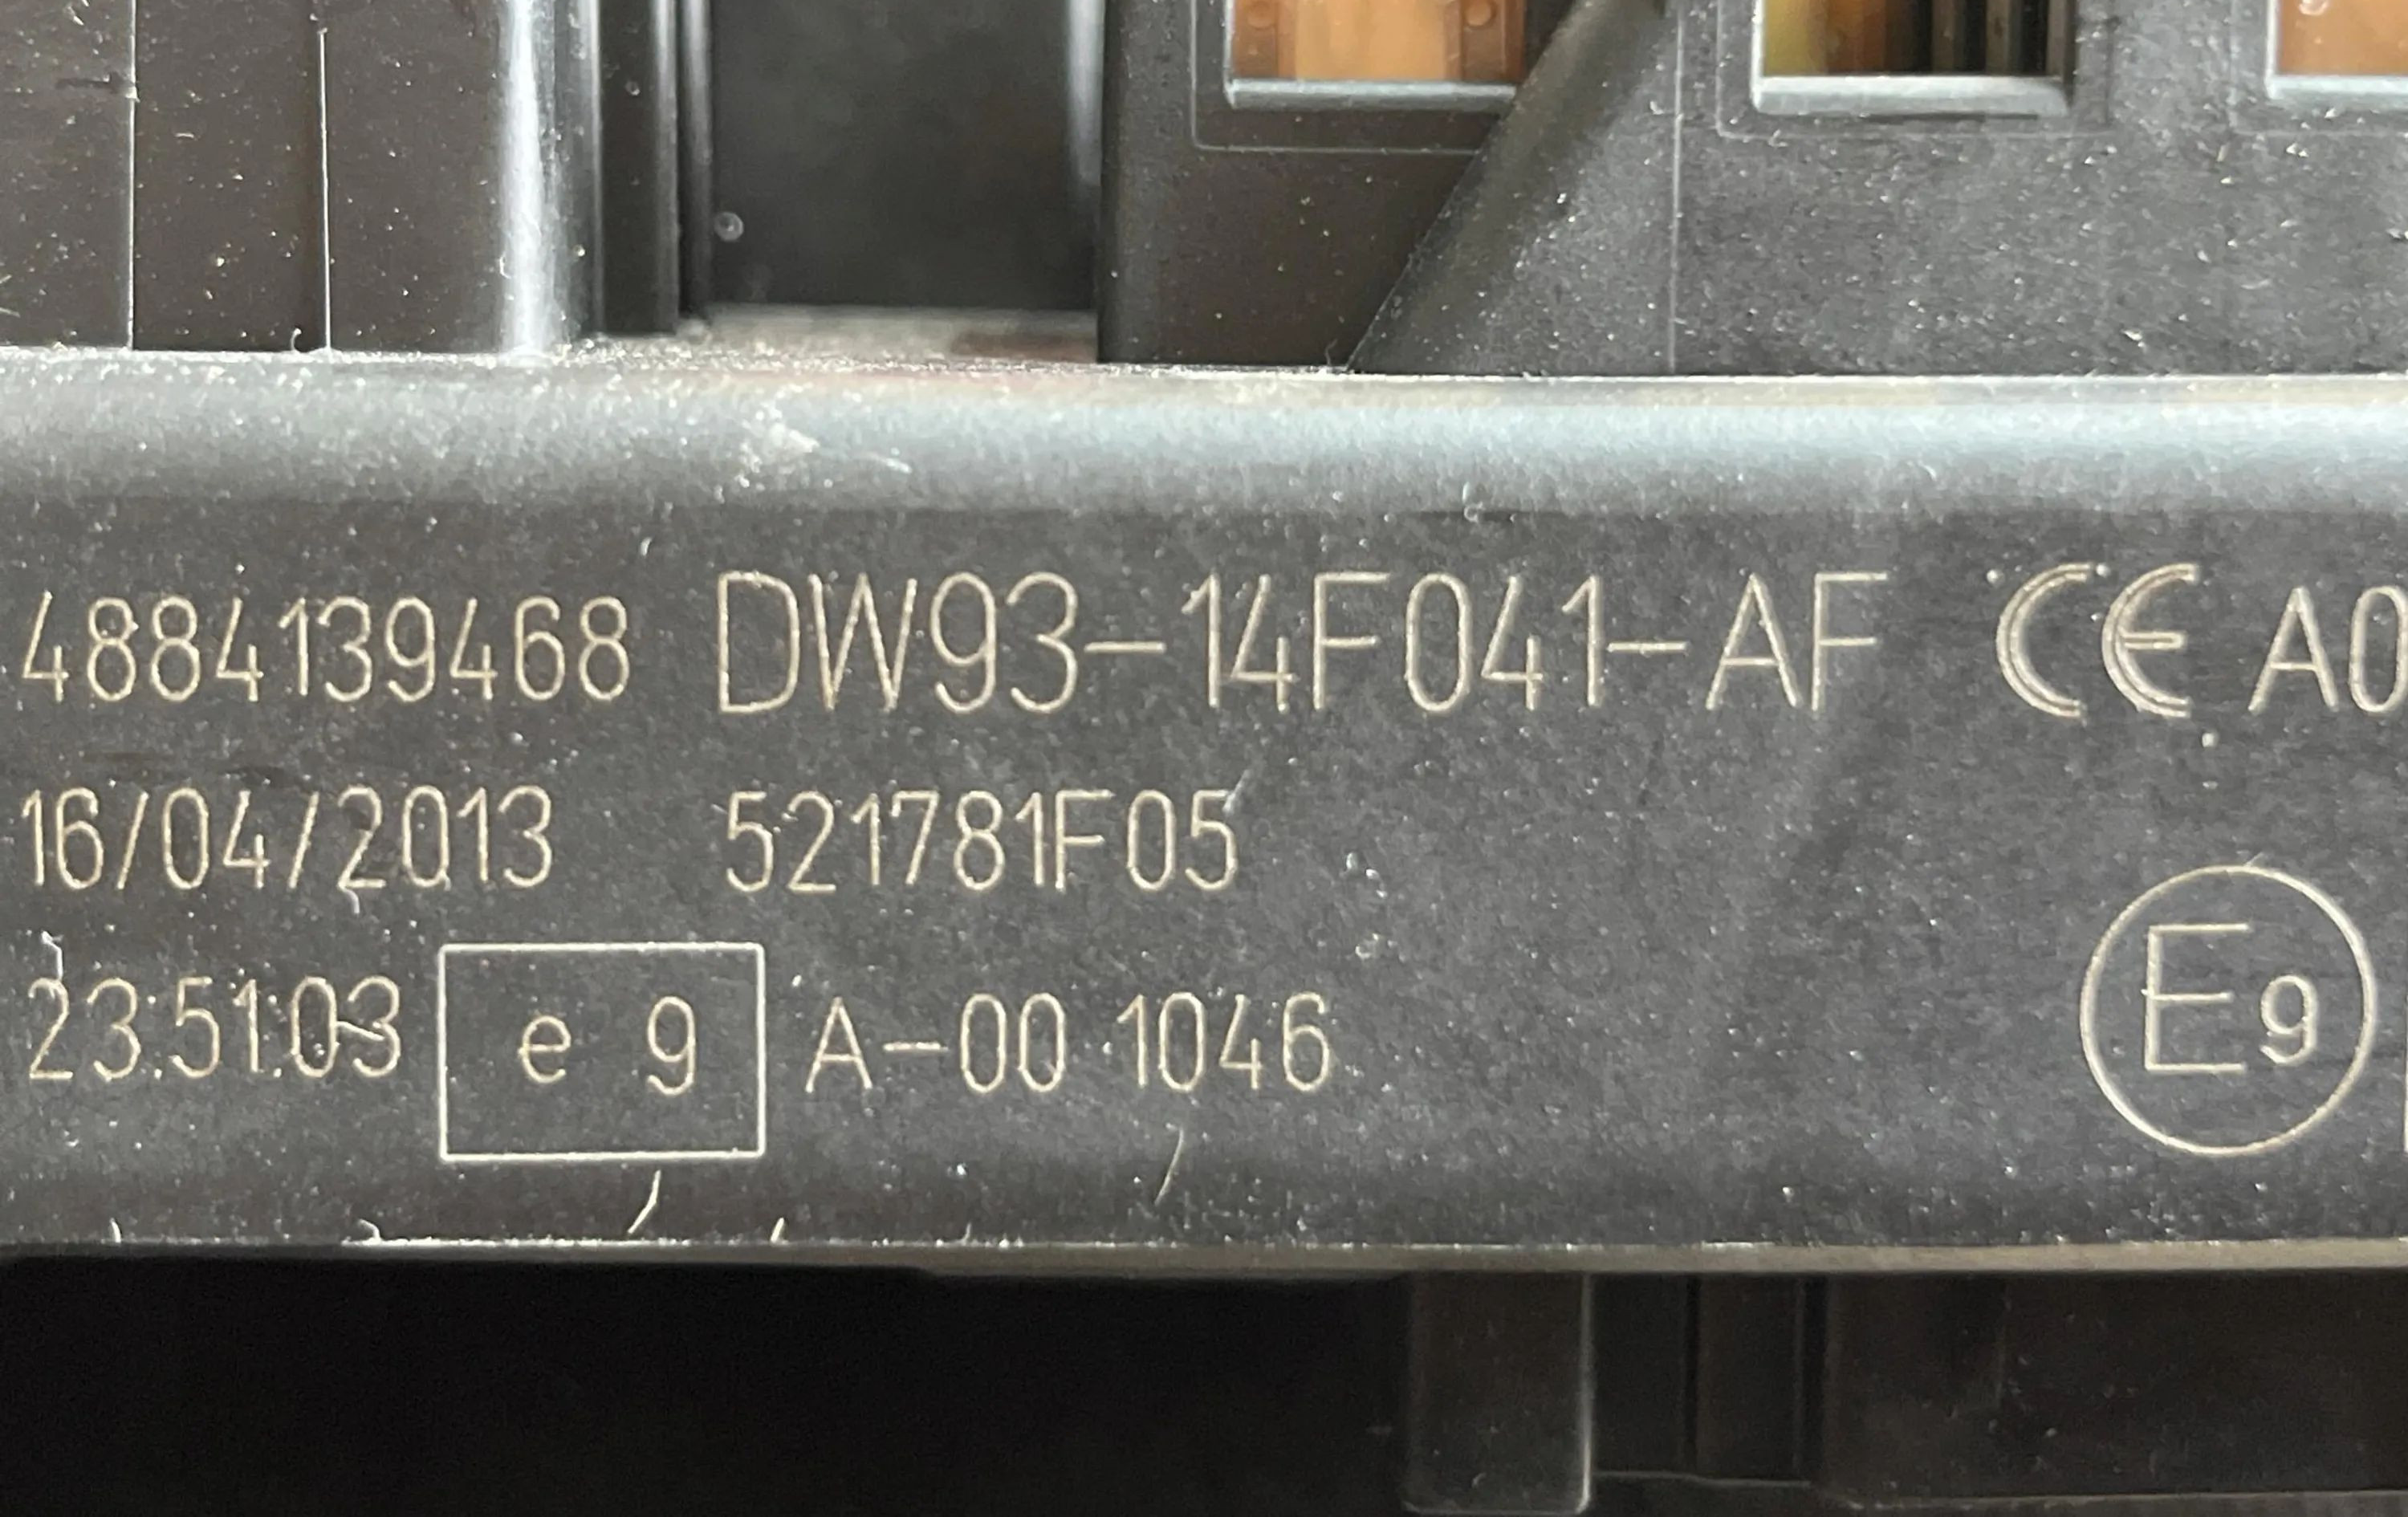 4884139468 DW93-14F041-AF CE A0
16/04/2013 521781F05
23:51:03 e 9 A-00 1046 E9